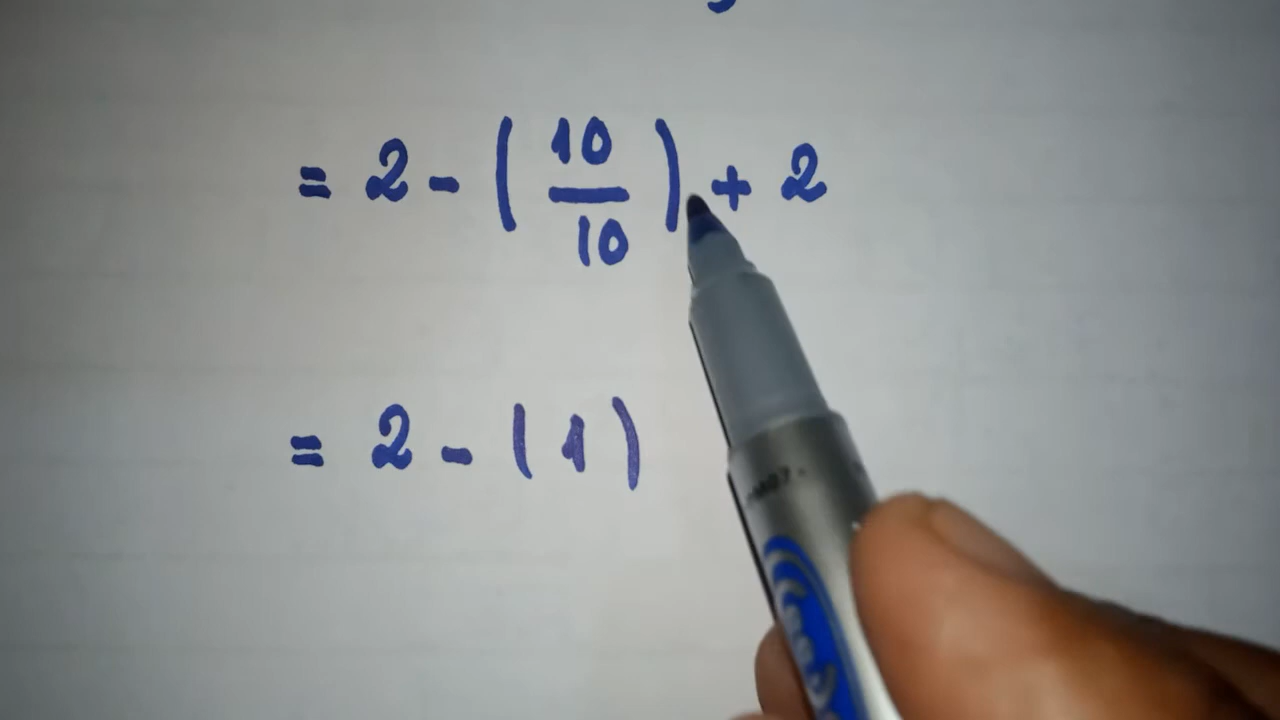 = 2 - ( 10/10 ) + 2
= 2 - ( 1 )